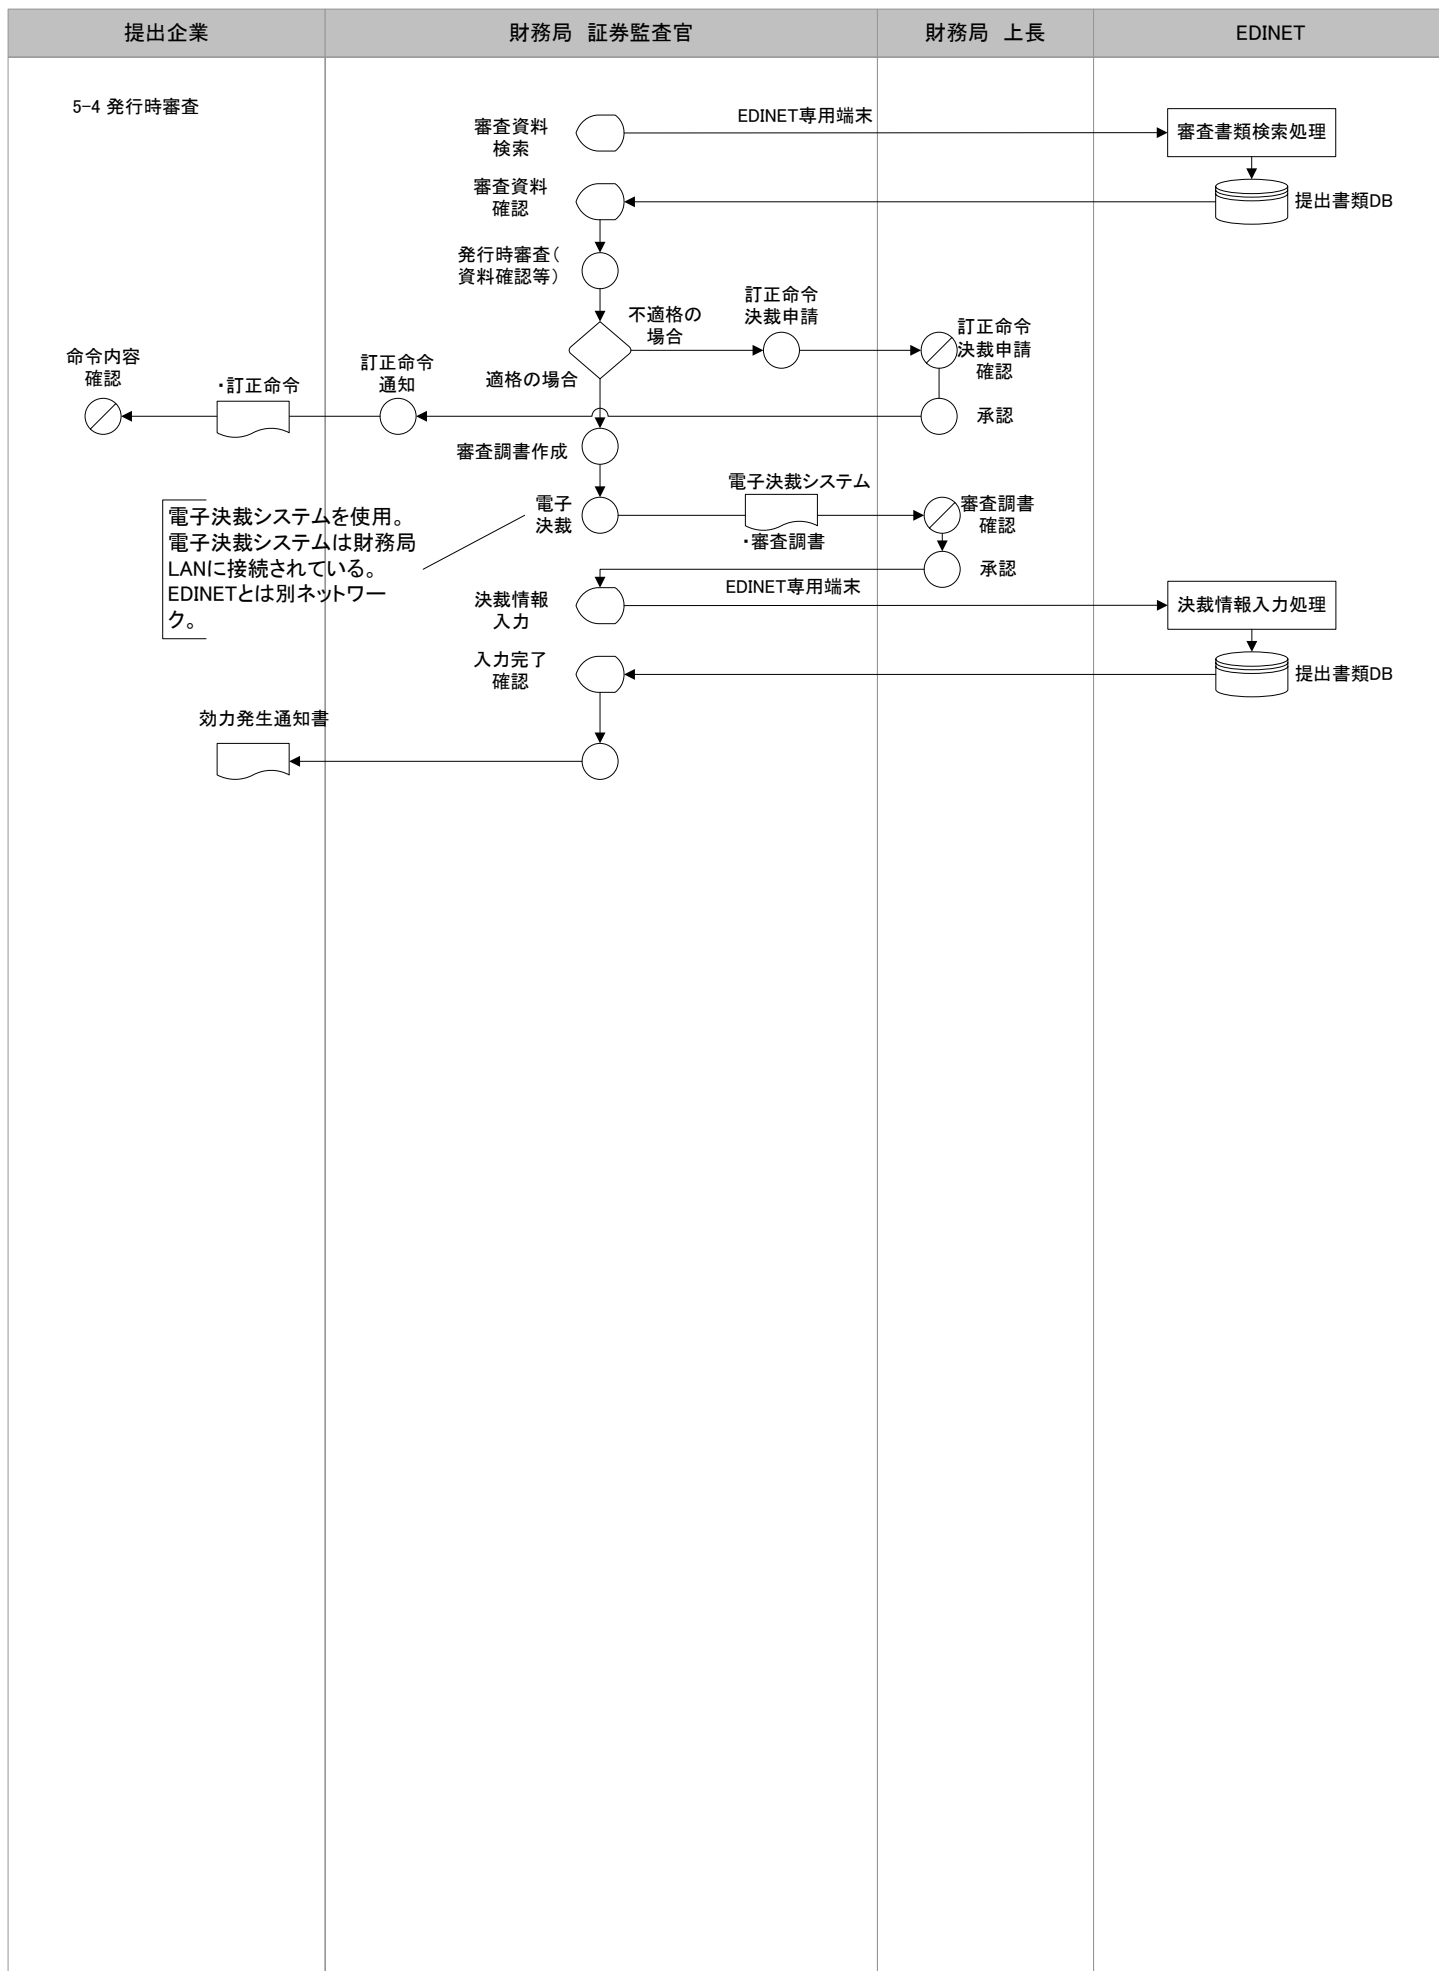 提出企業
財務局　証券監査官
財務局　上長
EDINET
5-4 発行時審査
審査資料
検索
EDINET専用端末
審査書類検索処理
審査資料
確認
提出書類DB
発行時審査(
資料確認等)
不適格の
場合
訂正命令
決裁申請
訂正命令
決裁申請
確認
適格の場合
命令内容
確認
・訂正命令
訂正命令
通知
承認
審査調書作成
電子決裁システムを使用。
電子決裁システムは財務局
LANに接続されている。
EDINETとは別ネットワー
ク。
電子
決裁
電子決裁システム
・審査調書
審査調書
確認
承認
決裁情報
入力
EDINET専用端末
決裁情報入力処理
入力完了
確認
提出書類DB
効力発生通知書